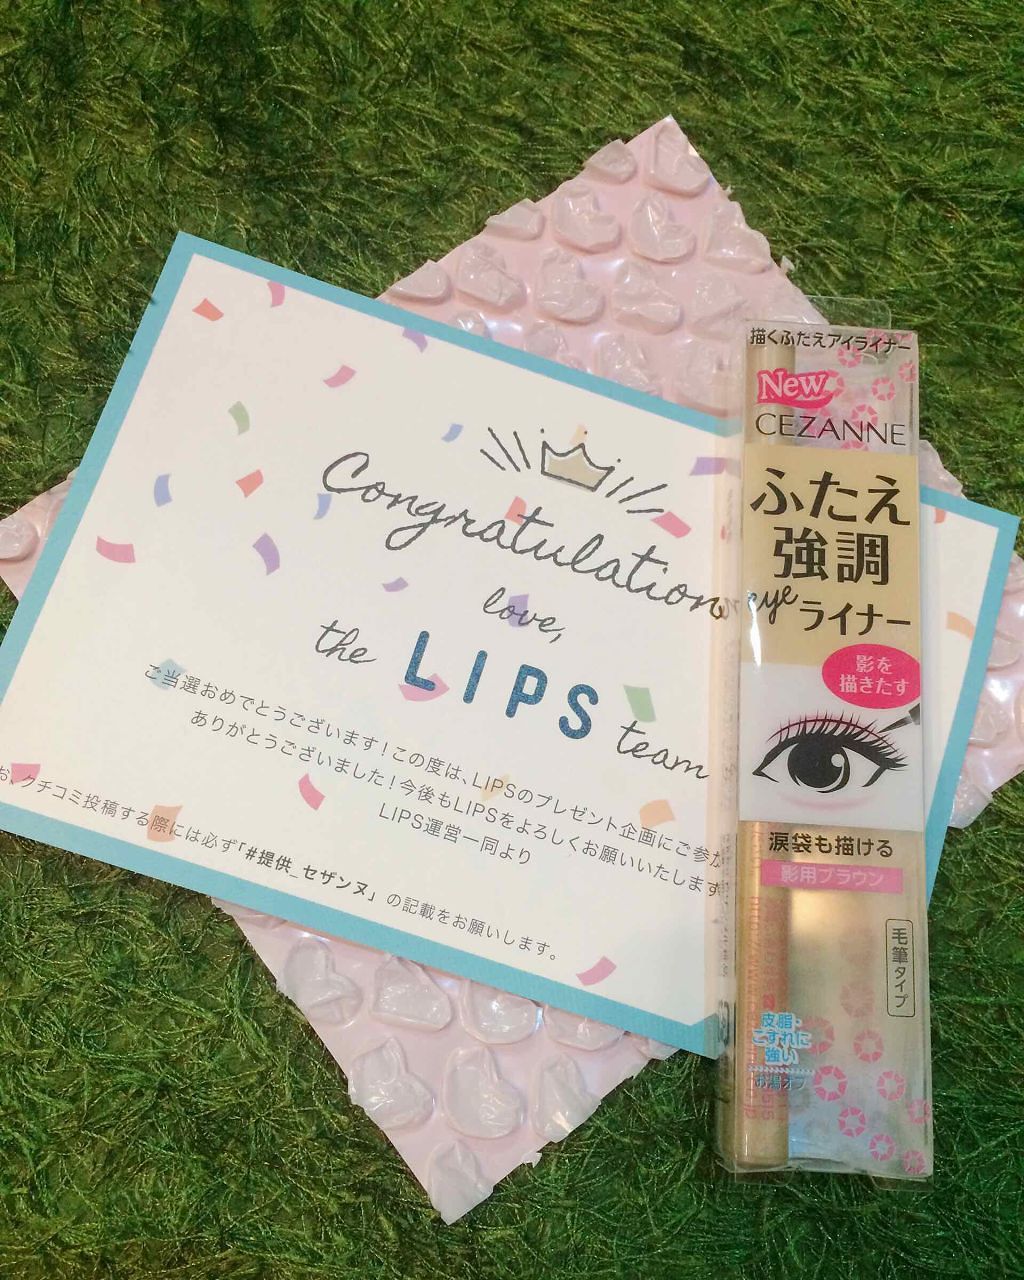 Congratulation
love,
the LIPS team
ご当選おめでとうございます!この度は、LIPSのプレゼント企画にご参加
ありがとうございました!今後もLIPSをよろしくお願いいたします
LIPS運営一同より
お、クチコミ投稿する際には必ず「#提供_セザンヌ」の記載をお願いします。
描くふたえアイライナー
New
CEZANNE
ふたえ
強調
eye
ライナー
影を
描きたす
涙袋も描ける
影用ブラウン
毛筆タイプ
皮脂・
こすれに
強い
お湯オフ